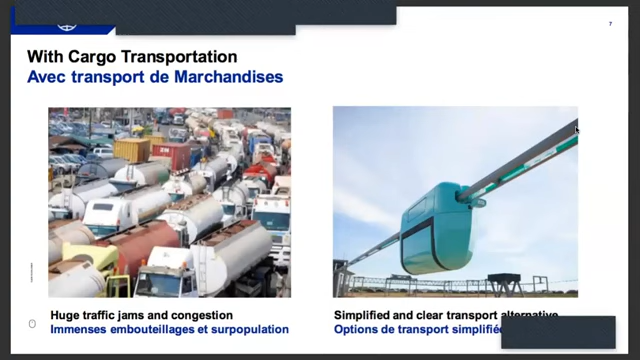 7
With Cargo Transportation
Avec transport de Marchandises
Huge traffic jams and congestion
Immenses embouteillages et surpopulation
Simplified and clear transport alternative
Options de transport